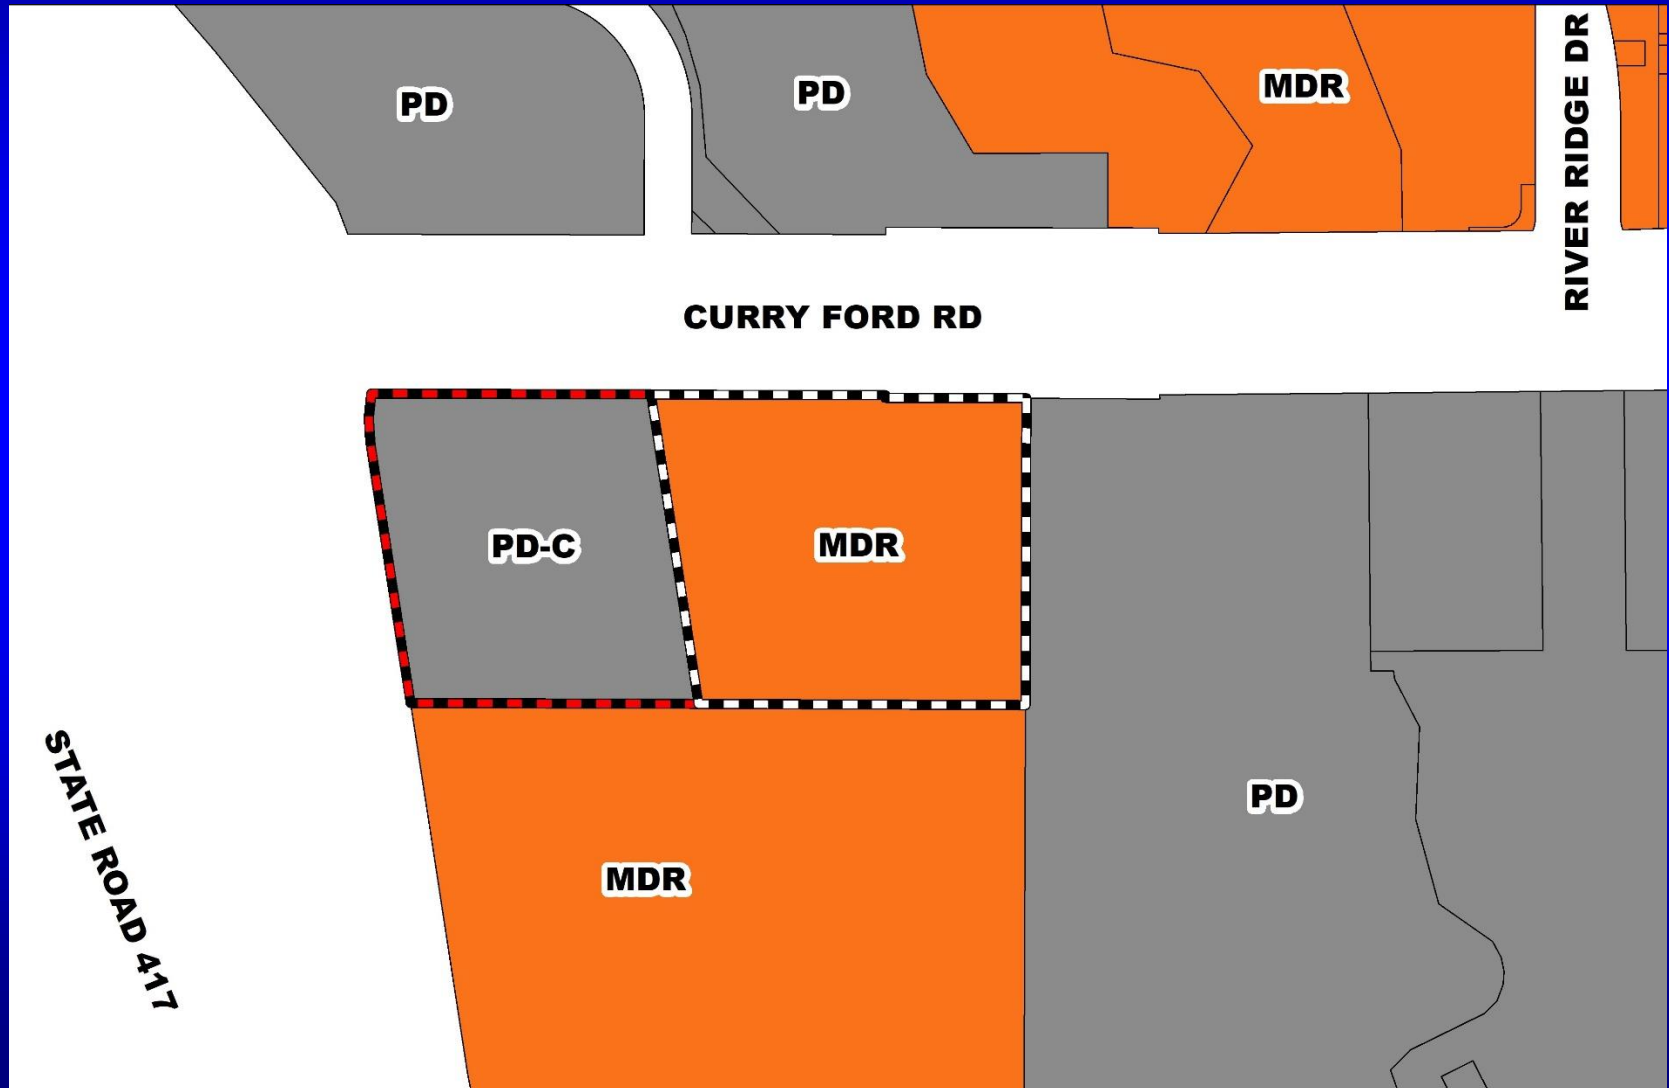 PD
PD
MDR
RIVER RIDGE DR
CURRY FORD RD
PD-C
MDR
STATE ROAD 417
MDR
PD